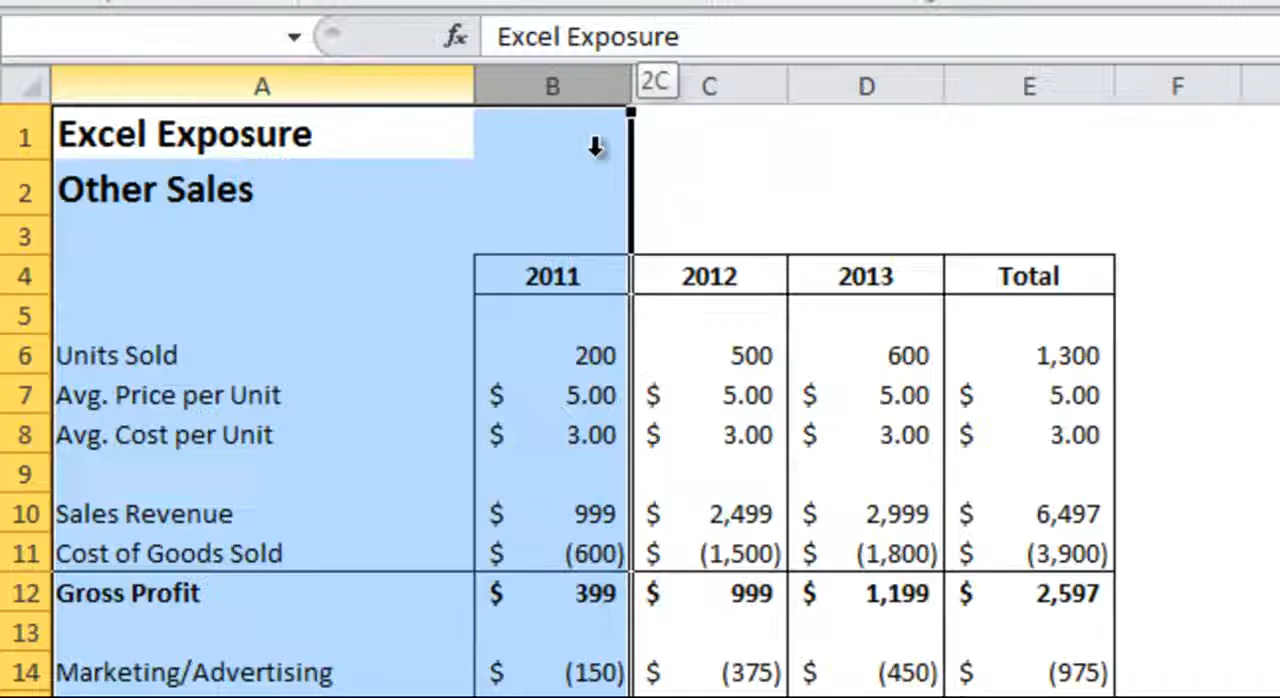 fx Excel Exposure
A B 2C C D E F
1 Excel Exposure
2 Other Sales
3
4 2011 2012 2013 Total
5
6 Units Sold 200 500 600 1,300
7 Avg. Price per Unit $ 5.00 $ 5.00 $ 5.00 $ 5.00
8 Avg. Cost per Unit $ 3.00 $ 3.00 $ 3.00 $ 3.00
9
10 Sales Revenue $ 999 $ 2,499 $ 2,999 $ 6,497
11 Cost of Goods Sold $ (600) $ (1,500) $ (1,800) $ (3,900)
12 Gross Profit $ 399 $ 999 $ 1,199 $ 2,597
13
14 Marketing/Advertising $ (150) $ (375) $ (450) $ (975)